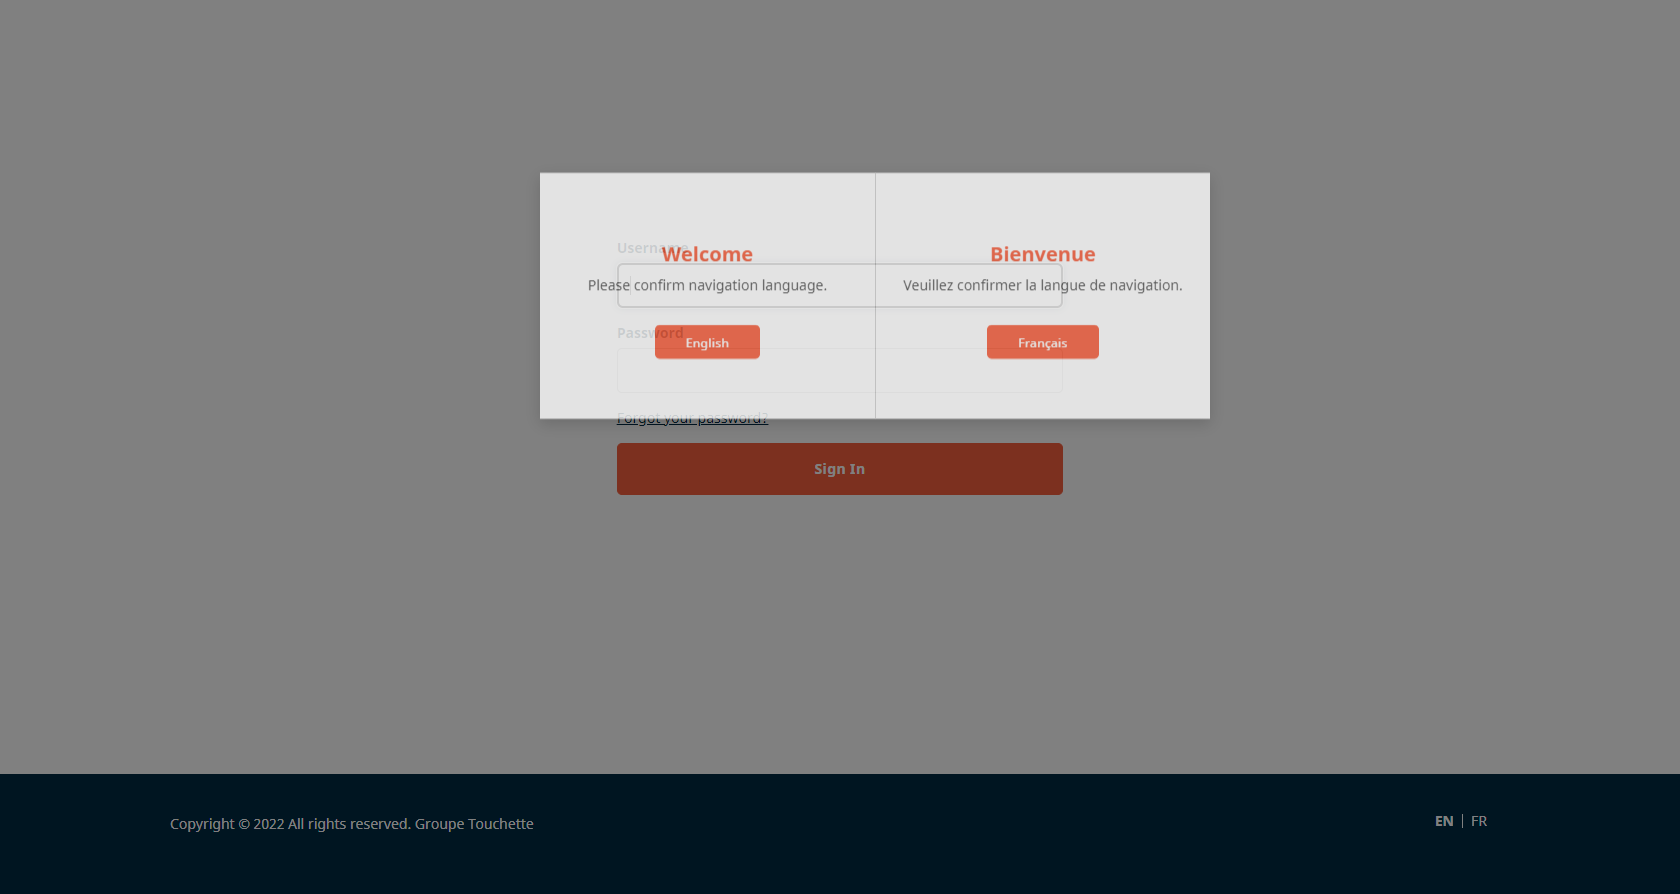 Username
Welcome
Please confirm navigation language.
Password
English
Bienvenue
Veuillez confirmer la langue de navigation.
Français
Forgot your password?
Sign In
Copyright © 2022 All rights reserved. Groupe Touchette
EN | FR